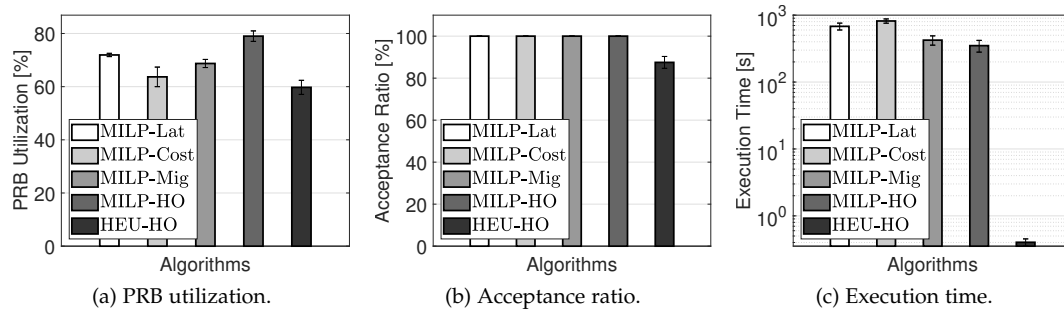 PRB Utilization [%]
80
60
40
20
0
MILP-Lat
MILP-Cost
MILP-Mig
MILP-HO
HEU-HO
Algorithms
(a) PRB utilization.
Acceptance Ratio [%]
100
80
60
40
20
0
MILP-Lat
MILP-Cost
MILP-Mig
MILP-HO
HEU-HO
Algorithms
(b) Acceptance ratio.
Execution Time [s]
10³
10²
10¹
10⁰
MILP-Lat
MILP-Cost
MILP-Mig
MILP-HO
HEU-HO
Algorithms
(c) Execution time.